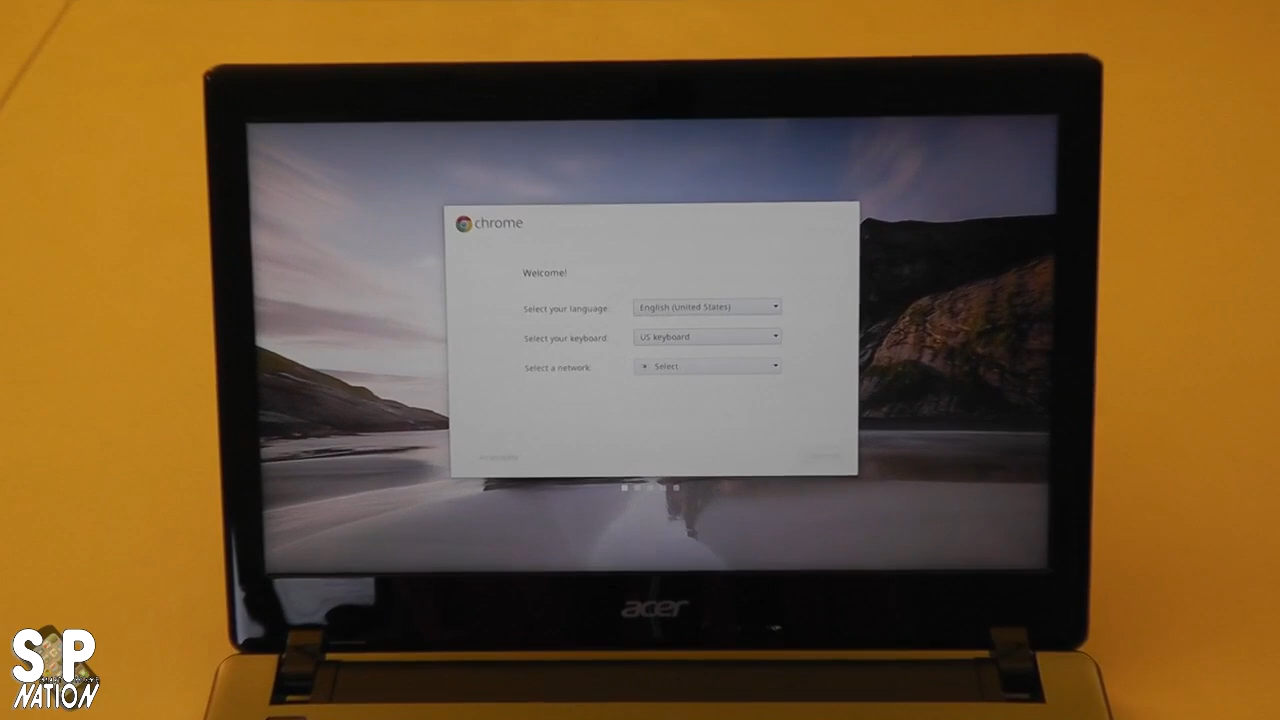 chrome
Welcome!
Select your language:
English (United States)
Select your keyboard:
US keyboard
Select a network:
Select
acer
SP
NATION